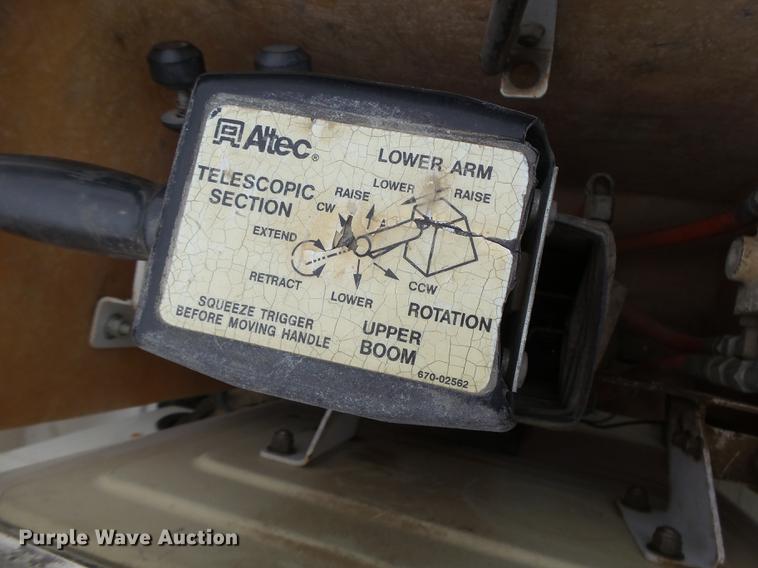 Altec®
LOWER ARM
TELESCOPIC SECTION
RAISE
LOWER
RAISE
CW
EXTEND
RETRACT
LOWER
CCW
ROTATION
SQUEEZE TRIGGER
BEFORE MOVING HANDLE
UPPER
BOOM
670-02562
Purple Wave Auction